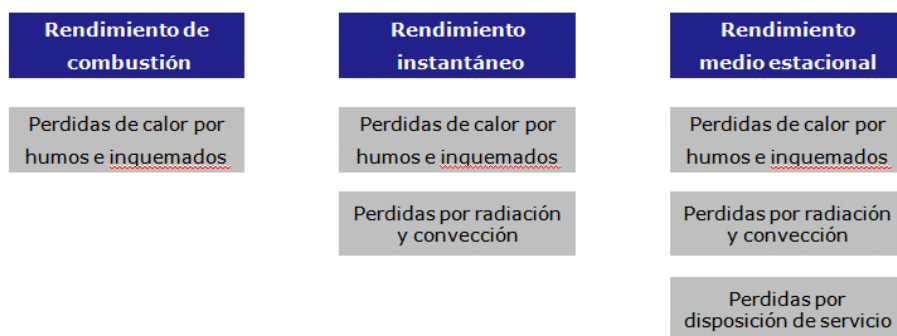 Rendimiento de
combustión
Rendimiento
instantáneo
Rendimiento
medio estacional
Perdidas de calor por
humos e inquemados
Perdidas de calor por
humos e inquemados
Perdidas de calor por
humos e inquemados
Perdidas por radiación
y convección
Perdidas por radiación
y convección
Perdidas por
disposición de servicio